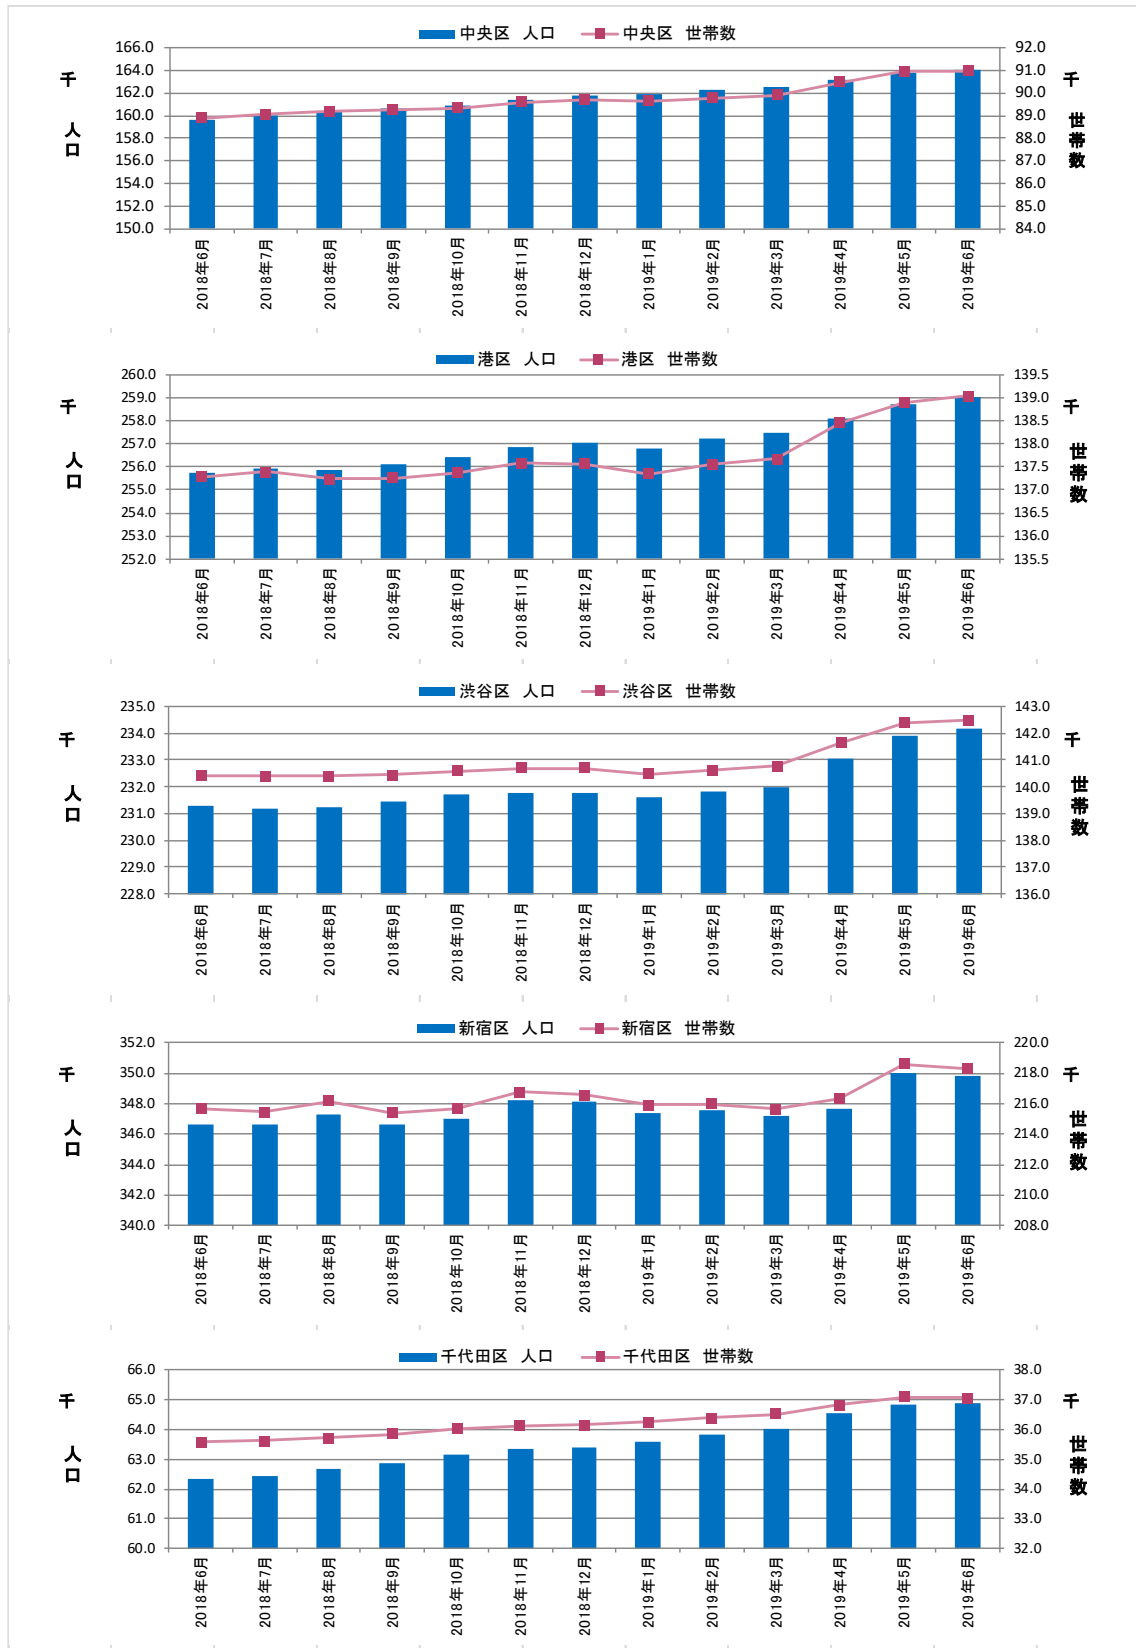 中央区 人口 中央区 世帯数
千 人口
166.0
164.0
162.0
160.0
158.0
156.0
154.0
152.0
150.0
92.0
91.0
90.0
89.0
88.0
87.0
86.0
85.0
84.0
千 世帯数
2018年6月
2018年7月
2018年8月
2018年9月
2018年10月
2018年11月
2018年12月
2019年1月
2019年2月
2019年3月
2019年4月
2019年5月
2019年6月
港区 人口 港区 世帯数
千 人口
260.0
259.0
258.0
257.0
256.0
255.0
254.0
253.0
252.0
139.5
139.0
138.5
138.0
137.5
137.0
136.5
136.0
135.5
千 世帯数
2018年6月
2018年7月
2018年8月
2018年9月
2018年10月
2018年11月
2018年12月
2019年1月
2019年2月
2019年3月
2019年4月
2019年5月
2019年6月
渋谷区 人口 渋谷区 世帯数
千 人口
235.0
234.0
233.0
232.0
231.0
230.0
229.0
228.0
143.0
142.0
141.0
140.0
139.0
138.0
137.0
136.0
千 世帯数
2018年6月
2018年7月
2018年8月
2018年9月
2018年10月
2018年11月
2018年12月
2019年1月
2019年2月
2019年3月
2019年4月
2019年5月
2019年6月
新宿区 人口 新宿区 世帯数
千 人口
352.0
350.0
348.0
346.0
344.0
342.0
340.0
220.0
218.0
216.0
214.0
212.0
210.0
208.0
千 世帯数
2018年6月
2018年7月
2018年8月
2018年9月
2018年10月
2018年11月
2018年12月
2019年1月
2019年2月
2019年3月
2019年4月
2019年5月
2019年6月
千代田区 人口 千代田区 世帯数
千 人口
66.0
65.0
64.0
63.0
62.0
61.0
60.0
38.0
37.0
36.0
35.0
34.0
33.0
32.0
千 世帯数
2018年6月
2018年7月
2018年8月
2018年9月
2018年10月
2018年11月
2018年12月
2019年1月
2019年2月
2019年3月
2019年4月
2019年5月
2019年6月